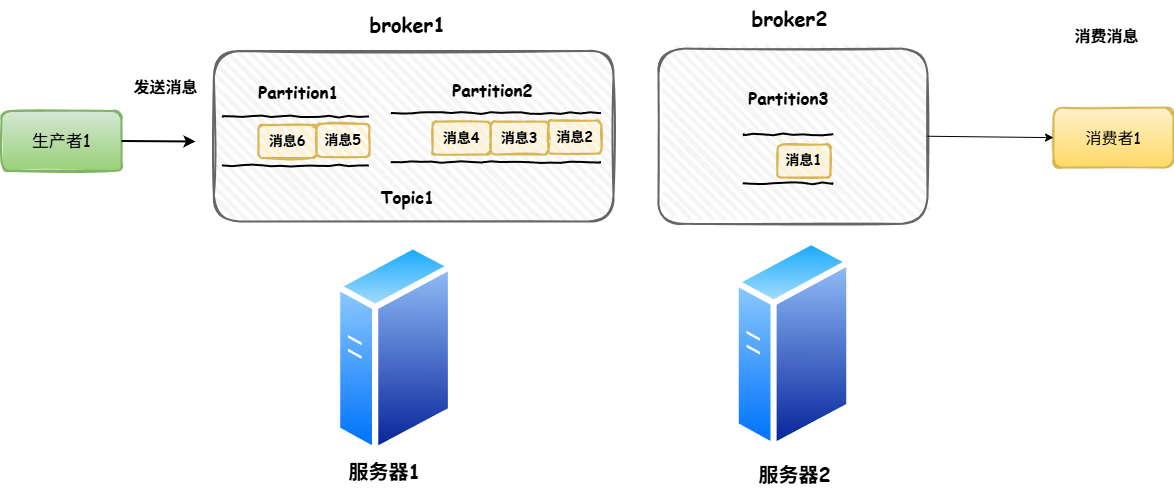 broker1
broker2
消费消息
发送消息
Partition1
Partition2
Partition3
生产者1
消息6
消息5
消息4
消息3
消息2
消息1
消费者1
Topic1
服务器1
服务器2